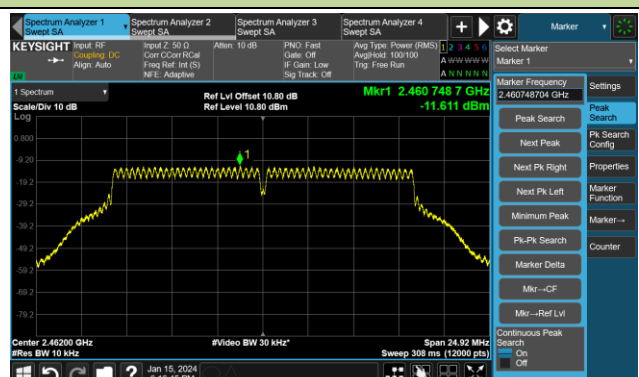 Spectrum Analyzer 1
Swept SA
Spectrum Analyzer 2
Swept SA
Spectrum Analyzer 3
Swept SA
Spectrum Analyzer 4
Swept SA
Marker
KEYSIGHT
Input: RF
Coupling: DC
Align: Auto
Input Z: 50 Ω
Corr CCorr RCal
Freq Ref: Int (S)
NFE: Adaptive
Atten: 10 dB
PNO: Fast
Gate: Off
IF Gain: Low
Sig Track: Off
Avg Type: Power (RMS)
Avg|Hold: 100/100
Trig: Free Run
1 2 3 4 5 6
A W W W W W
A N N N N N
LXI
Select Marker
Marker 1
1 Spectrum
Scale/Div 10 dB
Log
Ref Lvl Offset 10.80 dB
Ref Level 10.80 dBm
Mkr1 2.460 748 7 GHz
-11.611 dBm
0.800
-9.20
-19.2
-29.2
-39.2
-49.2
-59.2
-69.2
-79.2
1
Center 2.46200 GHz
#Res BW 10 kHz
#Video BW 30 kHz*
Span 24.92 MHz
Sweep 308 ms (12000 pts)
Marker Frequency
2.460748704 GHz
Peak Search
Next Peak
Next Pk Right
Next Pk Left
Minimum Peak
Pk-Pk Search
Marker Delta
Mkr→CF
Mkr→Ref Lvl
Continuous Peak
Search
On
Off
Settings
Peak
Search
Pk Search
Config
Properties
Marker
Function
Marker→
Counter
?
Jan 15, 2024